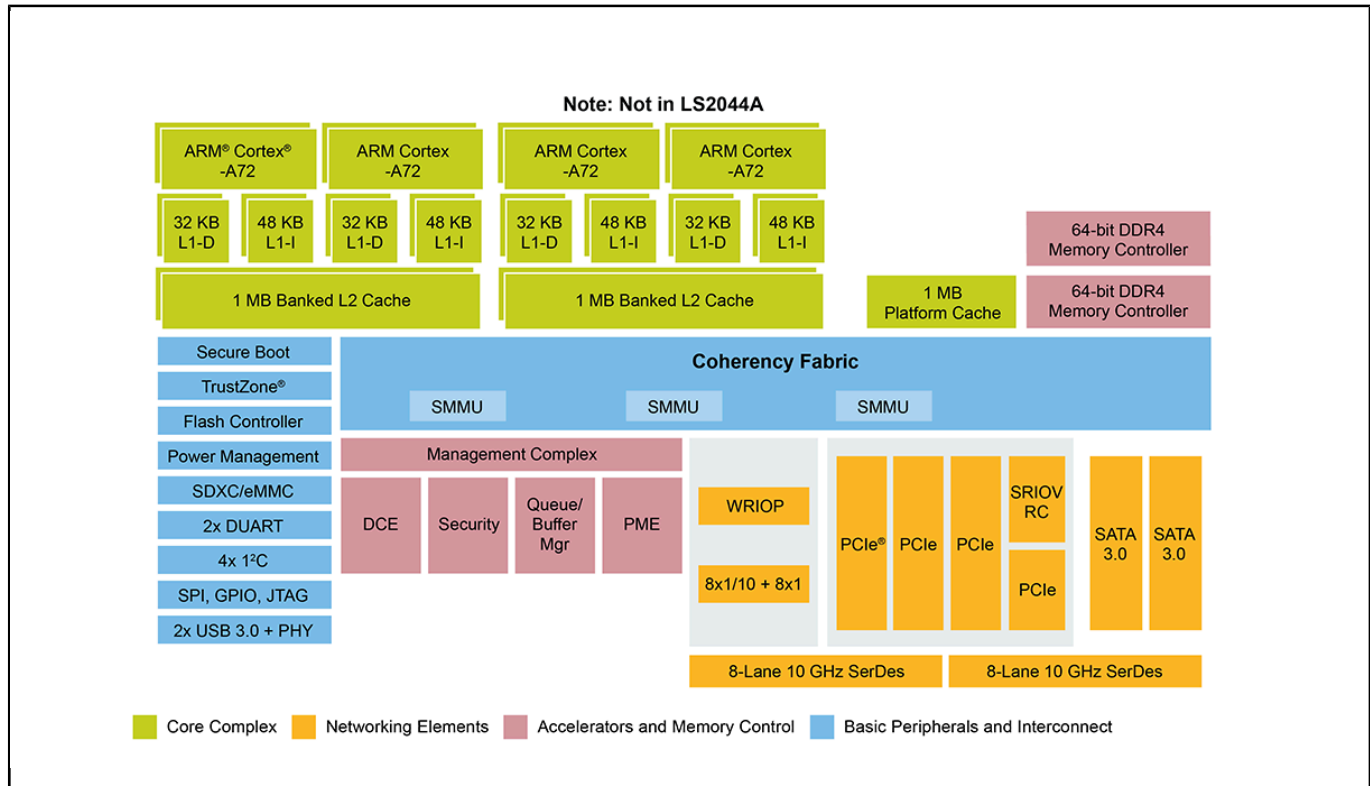 Note: Not in LS2044A
ARM® Cortex®
-A72
ARM Cortex
-A72
ARM Cortex
-A72
ARM Cortex
-A72
32 KB
L1-D
48 KB
L1-I
32 KB
L1-D
48 KB
L1-I
32 KB
L1-D
48 KB
L1-I
32 KB
L1-D
48 KB
L1-I
64-bit DDR4
Memory Controller
1 MB Banked L2 Cache
1 MB Banked L2 Cache
1 MB
Platform Cache
64-bit DDR4
Memory Controller
Secure Boot
TrustZone®
Flash Controller
Power Management
SDXC/eMMC
2x DUART
4x 1²C
SPI, GPIO, JTAG
2x USB 3.0 + PHY
Coherency Fabric
SMMU
SMMU
SMMU
Management Complex
DCE
Security
Queue/
Buffer
Mgr
PME
WRIOP
8x1/10 + 8x1
PCIe®
PCIe
PCIe
SRIOV
RC
PCIe
SATA
3.0
SATA
3.0
8-Lane 10 GHz SerDes
8-Lane 10 GHz SerDes
Core Complex
Networking Elements
Accelerators and Memory Control
Basic Peripherals and Interconnect